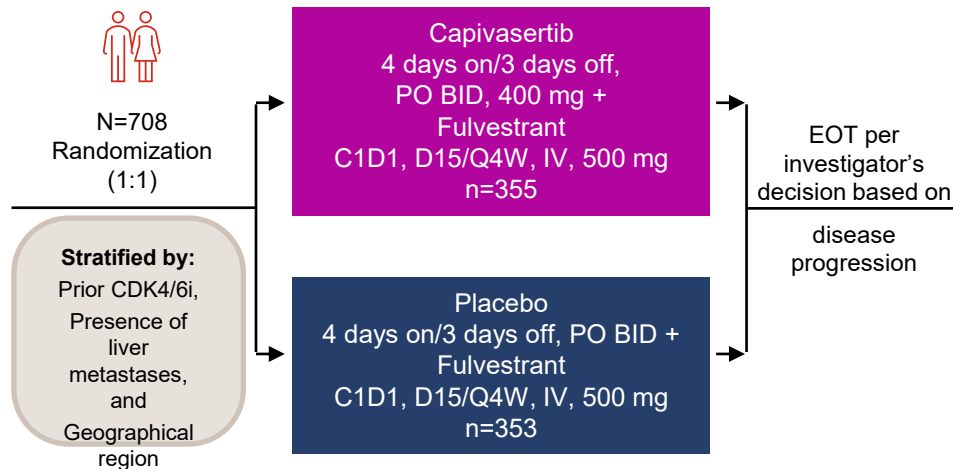 N=708
Randomization
(1:1)
Stratified by:
Prior CDK4/6i,
Presence of
liver
metastases,
and
Geographical
region
Capivasertib
4 days on/3 days off,
PO BID, 400 mg +
Fulvestrant
C1D1, D15/Q4W, IV, 500 mg
n=355
Placebo
4 days on/3 days off, PO BID +
Fulvestrant
C1D1, D15/Q4W, IV, 500 mg
n=353
EOT per
investigator’s
decision based on
disease
progression